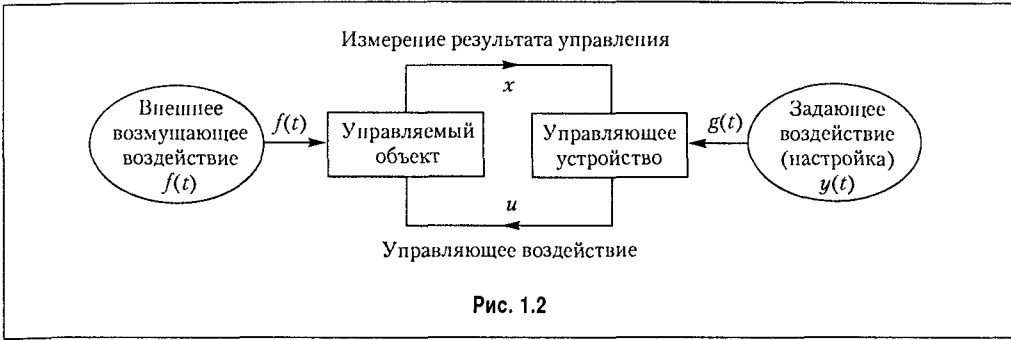 Измерение результата управления
x
Внешнее
возмущающее
воздействие
f(t)
f(t)
Управляемый
объект
Управляющее
устройство
g(t)
Задающее
воздействие
(настройка)
y(t)
u
Управляющее воздействие
Рис. 1.2